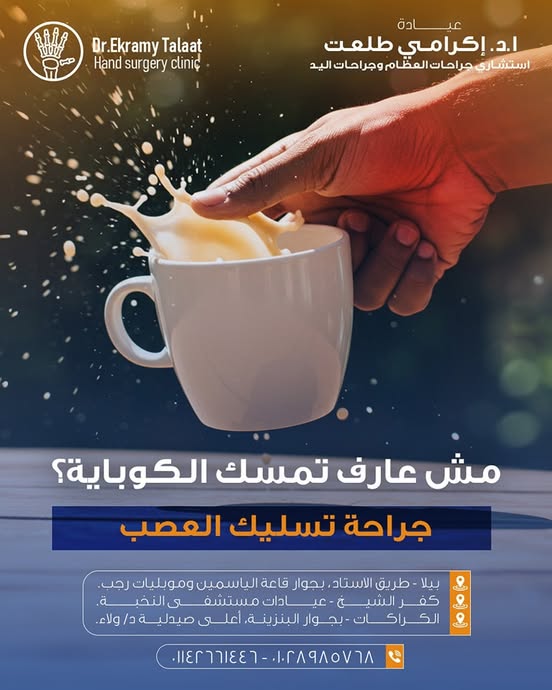 Dr.Ekramy Talaat
Hand surgery clinic
عيادة
ا.د. إكرامي طلعت
استشاري جراحات العظام وجراحات اليد
مش عارف تمسك الكوباية؟
جراحة تسليك العصب
بيلا - طريق الاستاد، بجوار قاعة الياسمين وموبليات رجب.
كفر الشيخ - عيادات مستشفى النخبة.
الكراكات - بجوار البنزينة، أعلى صيدلية د/ ولاء.
٠١١٤٢٦٦١٤٤٦ - ٠١٠٢٨٩٨٥٧٦٨